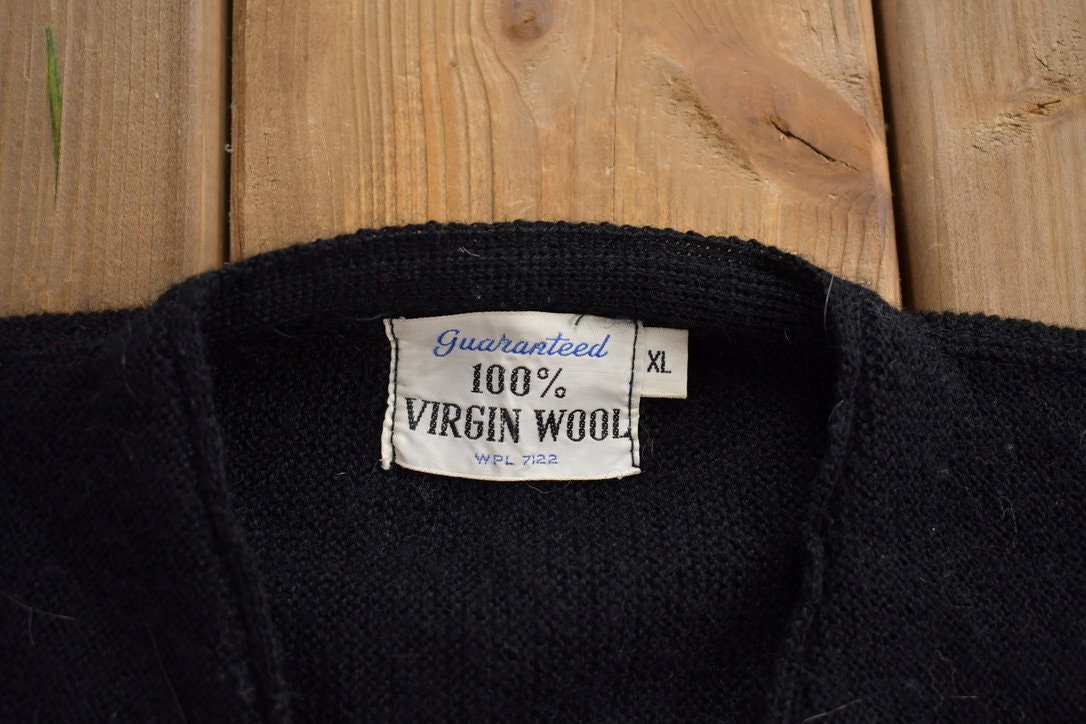 Guaranteed
100%
VIRGIN WOOL
WPL 7122
XL